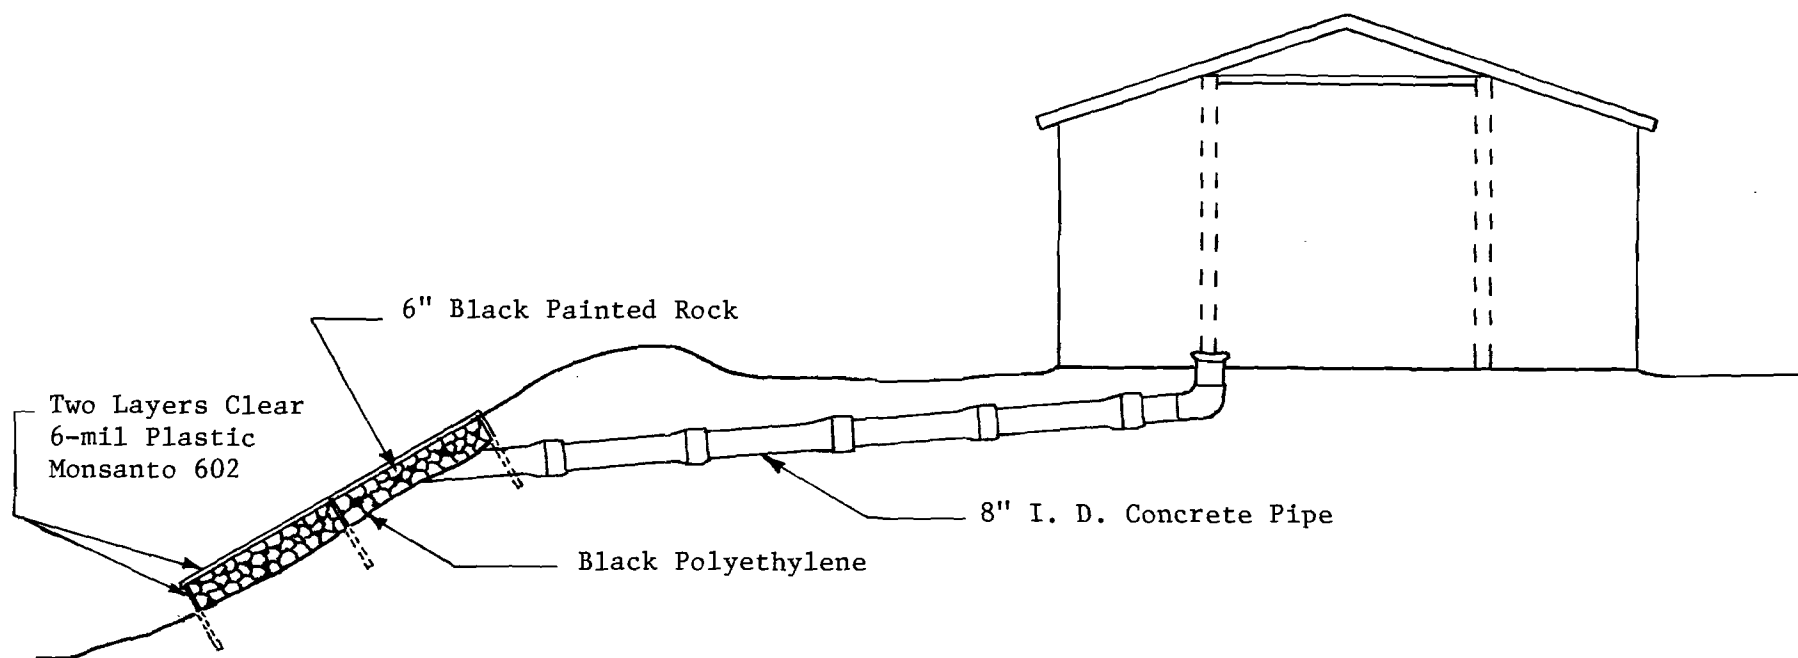 6" Black Painted Rock
Two Layers Clear
6-mil Plastic
Monsanto 602
8" I. D. Concrete Pipe
Black Polyethylene